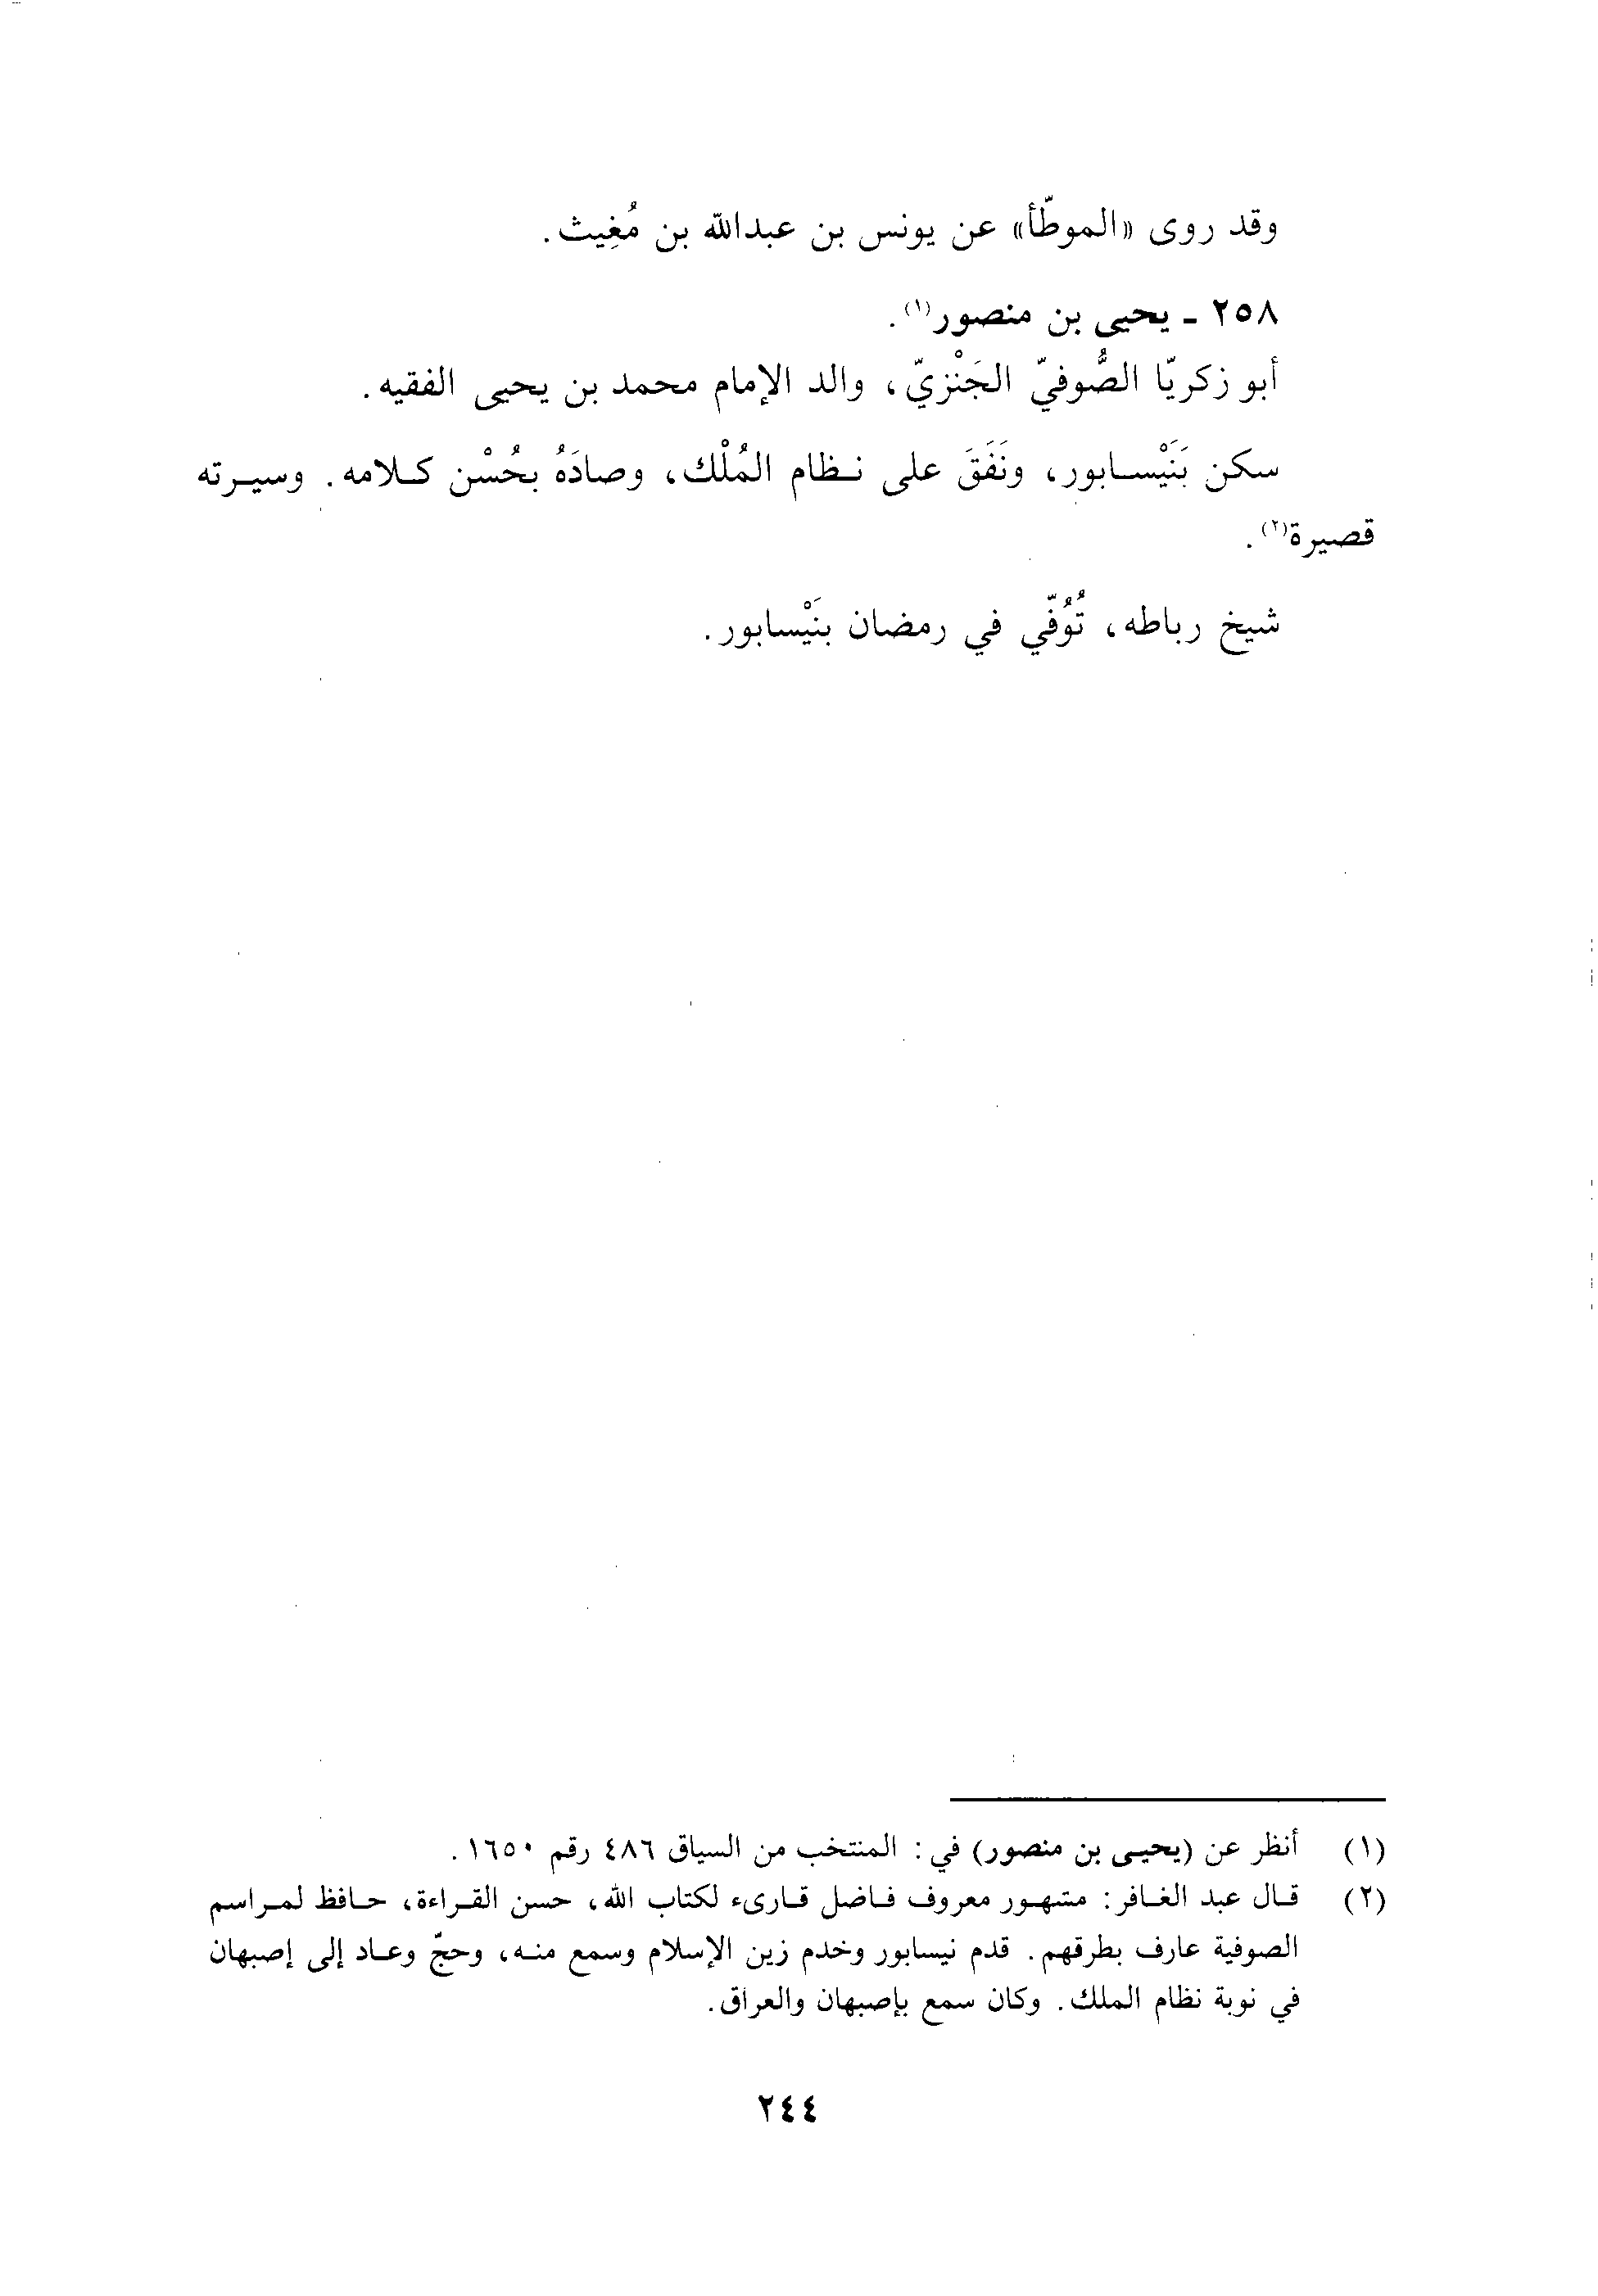 وقد روى «الموطّأ» عن يونس بن عبدالله بن مُغِيث.
٢٥٨ ـ يحيى بن منصور(١).
أبو زكريّا الصُّوفيّ الجَنْزيّ، والد الإمام محمد بن يحيى الفقيه.
سكن بَنَيْسابور، ونَفَقَ على نظام المُلْك، وصادَهُ بحُسْن كلامه. وسيرته
قصيرة(٢).
شيخ رباطه، تُوُفّي في رمضان بنَيْسابور.
(١) أنظر عن (يحيى بن منصور) في: المنتخب من السياق ٤٨٦ رقم ١٦٥٠.
(٢) قال عبد الغافر: مشهور معروف فاضل قارىء لكتاب الله، حسن القراءة، حافظ لمراسم
الصوفية عارف بطرقهم. قدم نيسابور وخدم زين الإسلام وسمع منه، وحجّ وعاد إلى إصبهان
في نوبة نظام الملك. وكان سمع بإصبهان والعراق.
٢٤٤